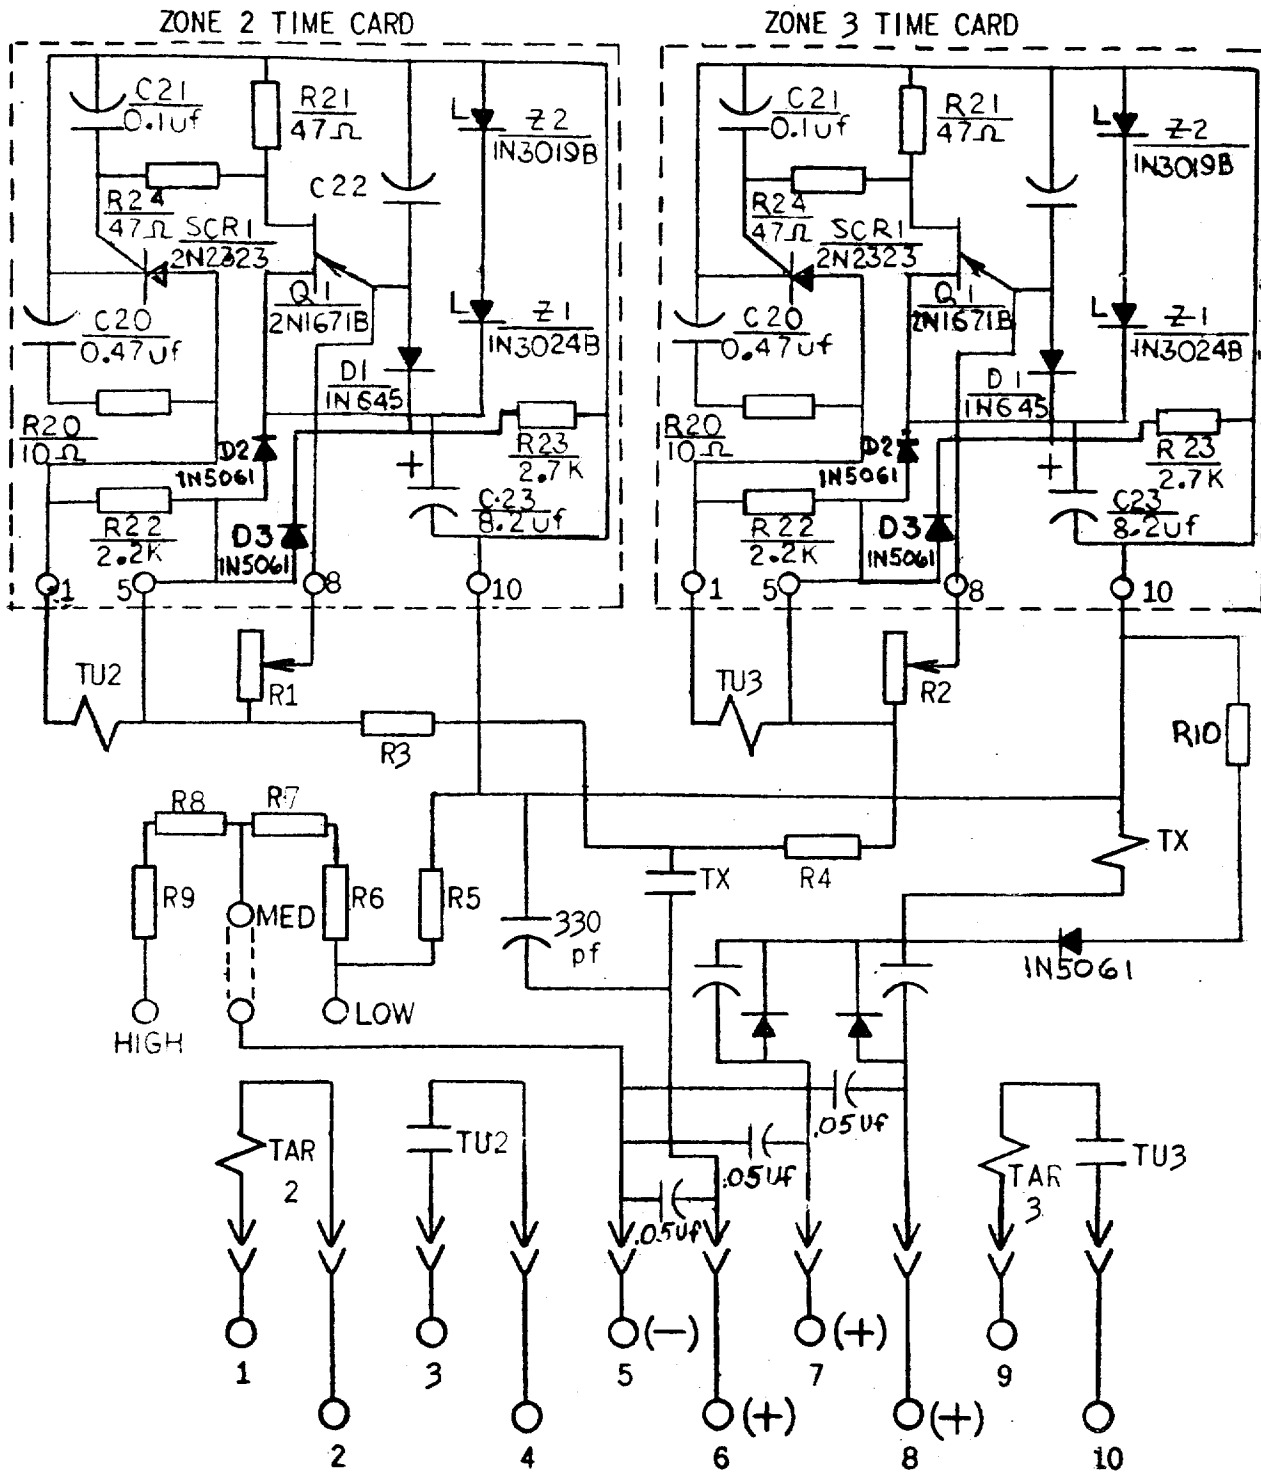 ZONE 2 TIME CARD
ZONE 3 TIME CARD
C21
0.1uf
R21
47Ω
L
Z2
1N3019B
R24
47Ω
C22
SCR1
2N2323
Q1
2N1671B
C20
0.47uf
L
Z1
1N3024B
D1
1N645
R20
10Ω
D2
1N5061
R23
2.7K
+
C23
8.2uf
R22
2.2K
D3
1N5061
1
5
8
10
C21
0.1uf
R21
47Ω
L
Z2
1N3019B
R24
47Ω
SCR1
2N2323
Q1
2N1671B
C20
0.47uf
L
Z1
1N3024B
D1
1N645
R20
10Ω
D2
1N5061
R23
2.7K
+
C23
8.2uf
R22
2.2K
D3
1N5061
1
5
8
10
TU2
R1
R3
TU3
R2
R10
R8
R7
R9
MED
R6
R5
330
pf
TX
R4
TX
1N5061
HIGH
LOW
TAR
2
TU2
.05uf
.05uf
.05uf
TAR
3
TU3
1
3
5
(-)
7
(+)
9
2
4
6
(+)
8
(+)
10